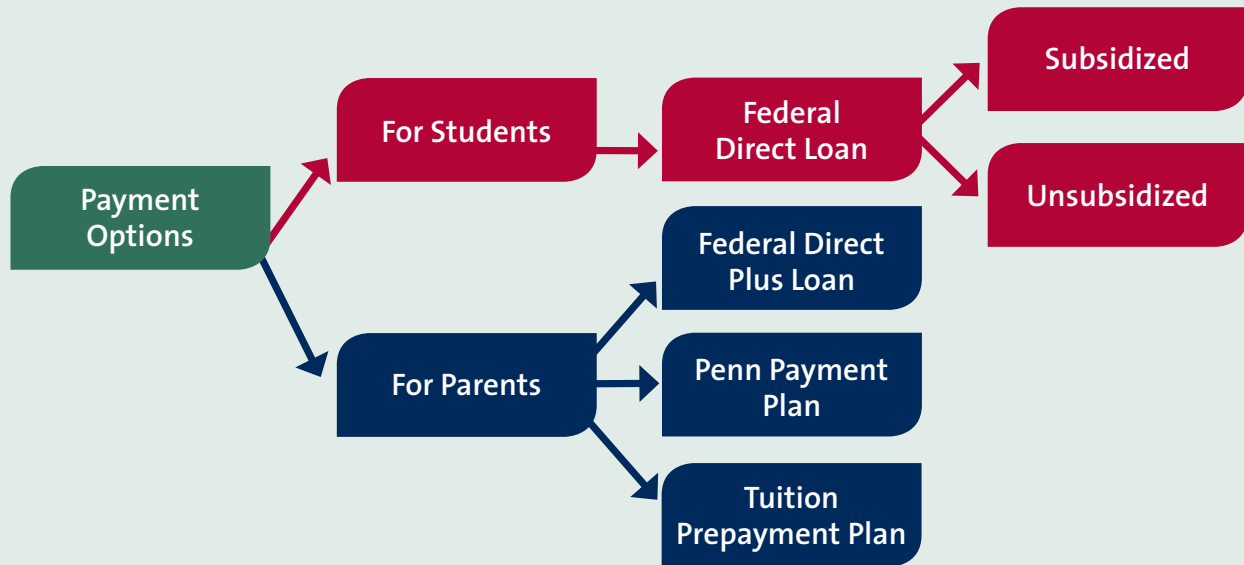 Payment
Options
For Students
Federal
Direct Loan
Subsidized
Unsubsidized
For Parents
Federal Direct
Plus Loan
Penn Payment
Plan
Tuition
Prepayment Plan